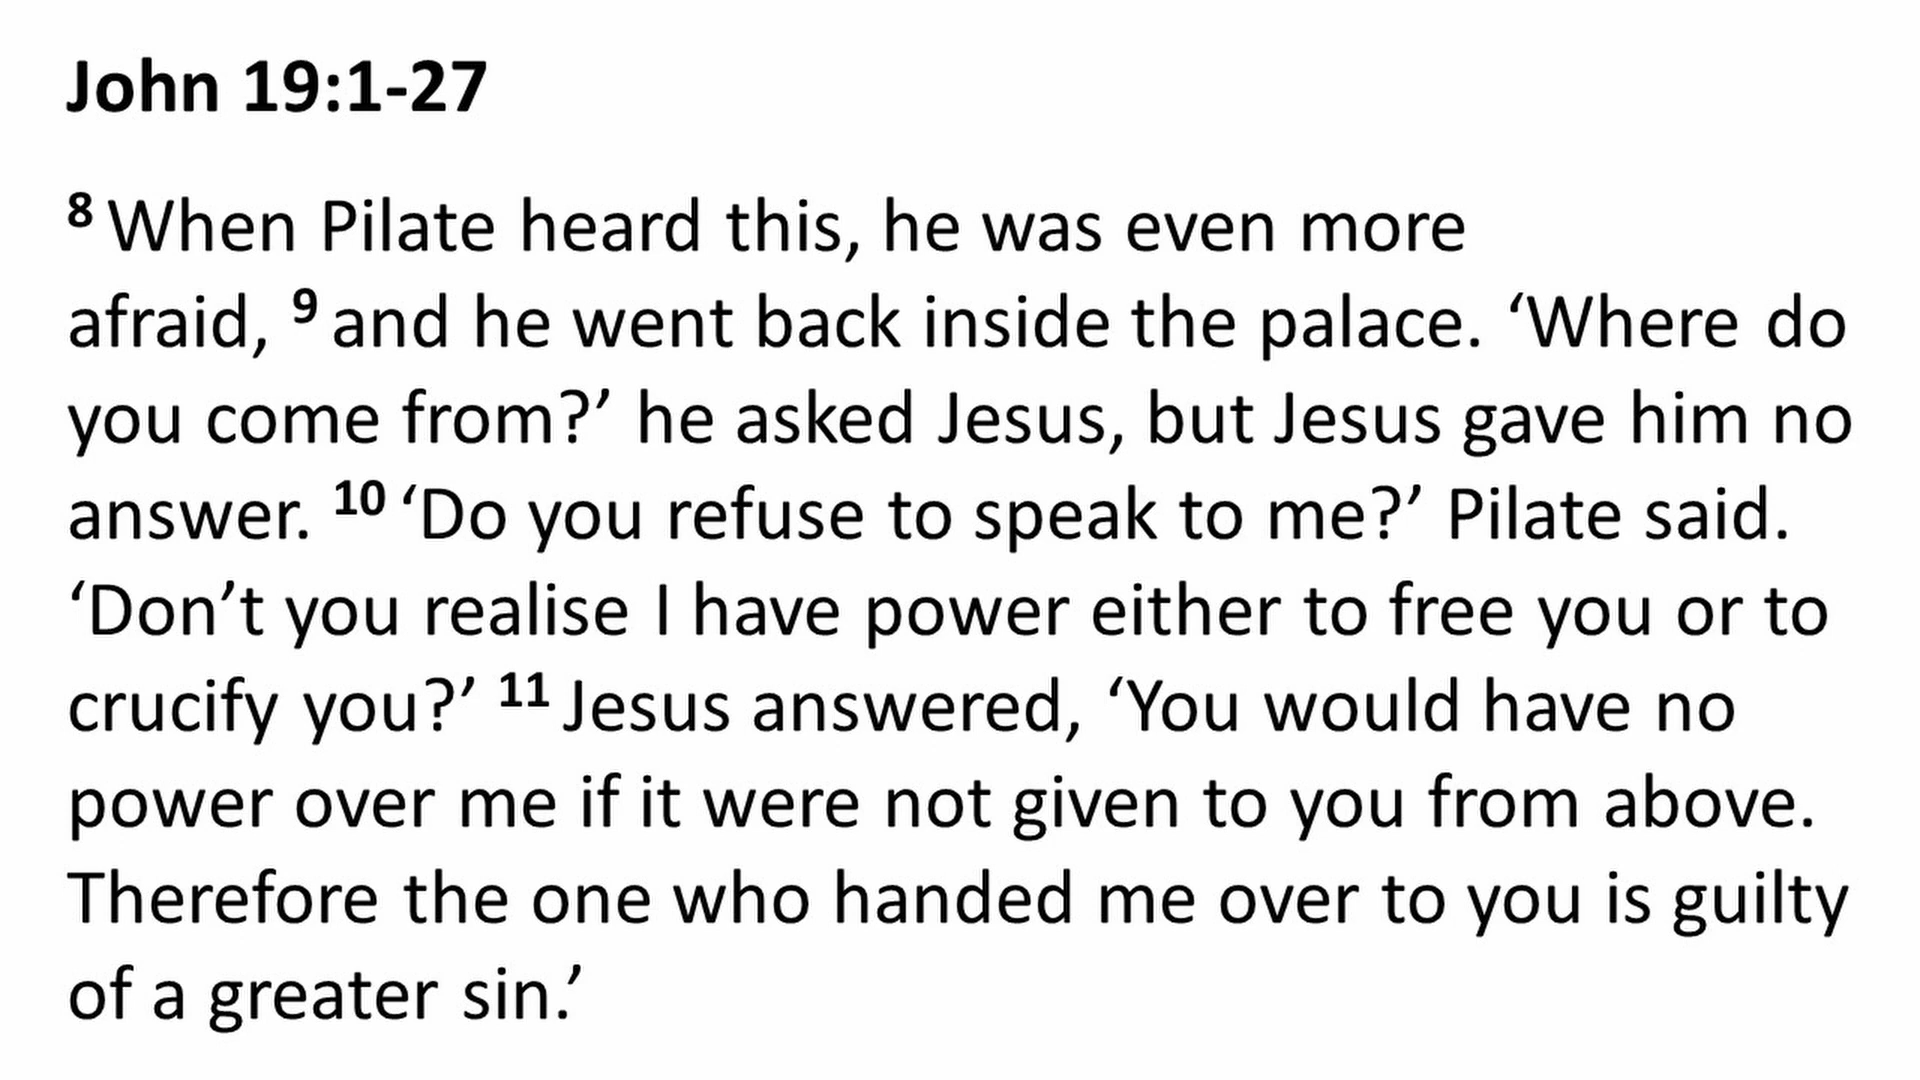 John 19:1-27
⁸ When Pilate heard this, he was even more
afraid, ⁹ and he went back inside the palace. ‘Where do
you come from?’ he asked Jesus, but Jesus gave him no
answer. ¹⁰ ‘Do you refuse to speak to me?’ Pilate said.
‘Don’t you realise I have power either to free you or to
crucify you?’ ¹¹ Jesus answered, ‘You would have no
power over me if it were not given to you from above.
Therefore the one who handed me over to you is guilty
of a greater sin.’